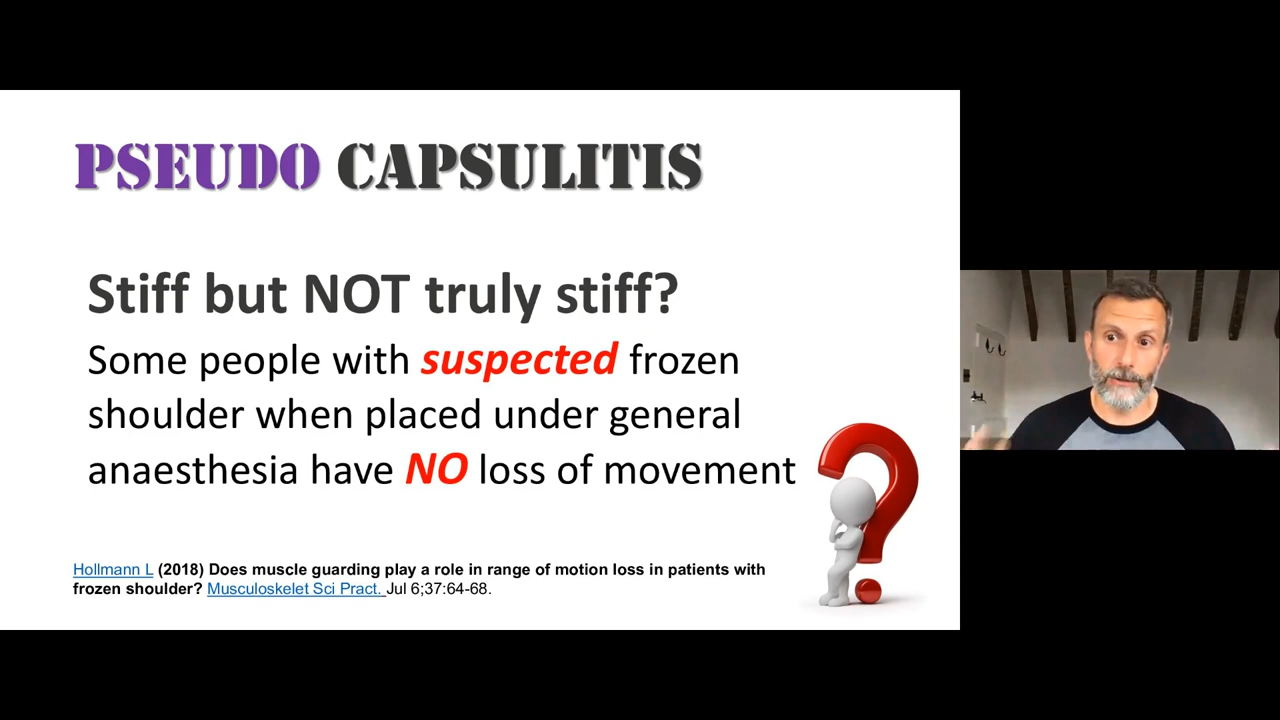 PSEUDO CAPSULITIS
Stiff but NOT truly stiff?
Some people with suspected frozen
shoulder when placed under general
anaesthesia have NO loss of movement
Hollmann L (2018) Does muscle guarding play a role in range of motion loss in patients with
frozen shoulder? Musculoskelet Sci Pract. Jul 6;37:64-68.